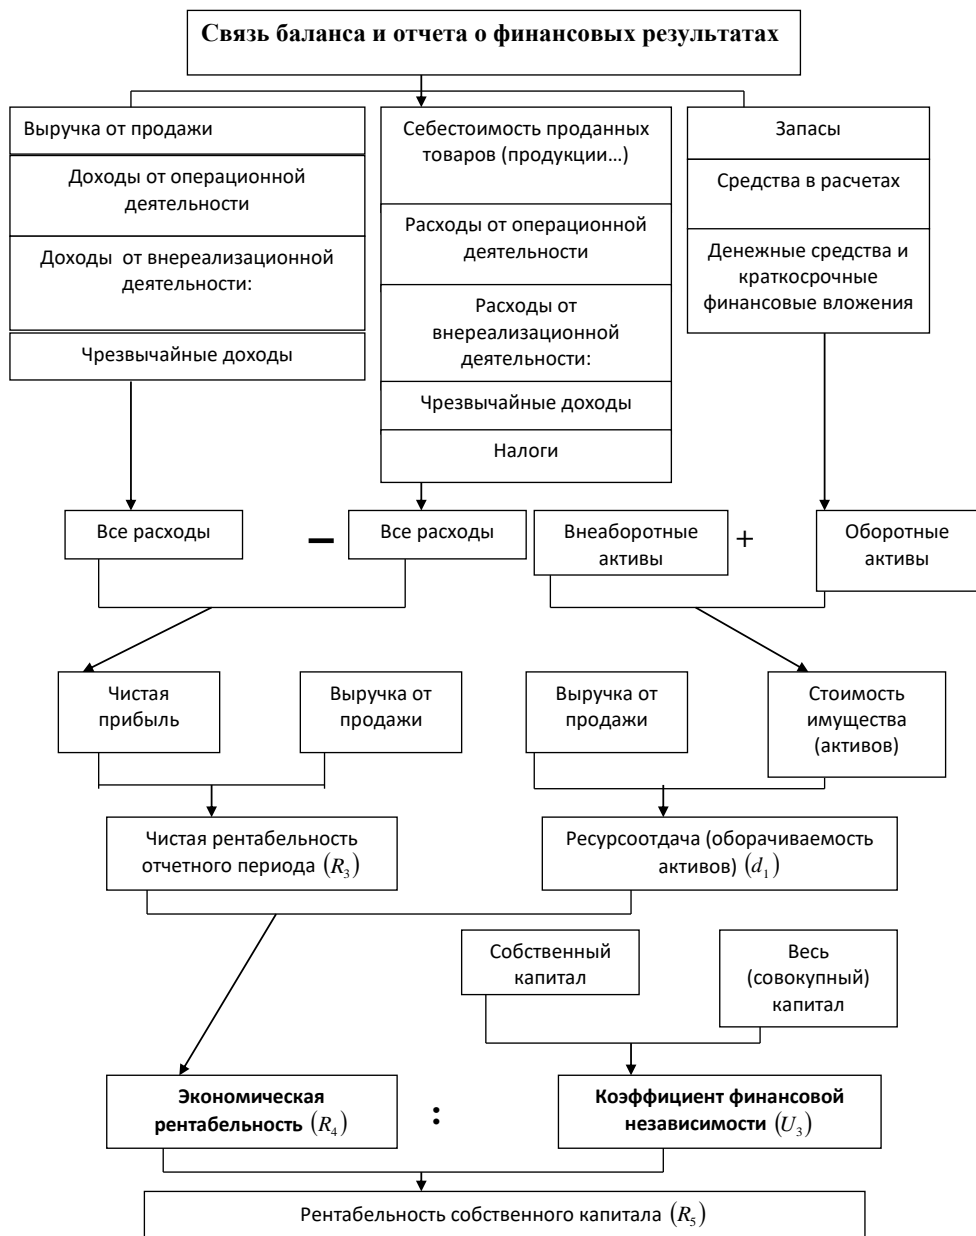 Связь баланса и отчета о финансовых результатах
Выручка от продажи
Доходы от операционной
деятельности
Доходы от внереализационной
деятельности:
Чрезвычайные доходы
Себестоимость проданных
товаров (продукции…)
Расходы от операционной
деятельности
Расходы от
внереализационной
деятельности:
Чрезвычайные доходы
Налоги
Запасы
Средства в расчетах
Денежные средства и
краткосрочные
финансовые вложения
Все расходы
–
Все расходы
Внеаборотные
активы
+
Оборотные
активы
Чистая
прибыль
Выручка от
продажи
Выручка от
продажи
Стоимость
имущества
(активов)
Чистая рентабельность
отчетного периода (R₃)
Ресурсоотдача (оборачиваемость
активов) (d₁)
Собственный
капитал
Весь
(совокупный)
капитал
Экономическая
рентабельность (R₄)
:
Коэффициент финансовой
независимости (U₃)
Рентабельность собственного капитала (R₅)